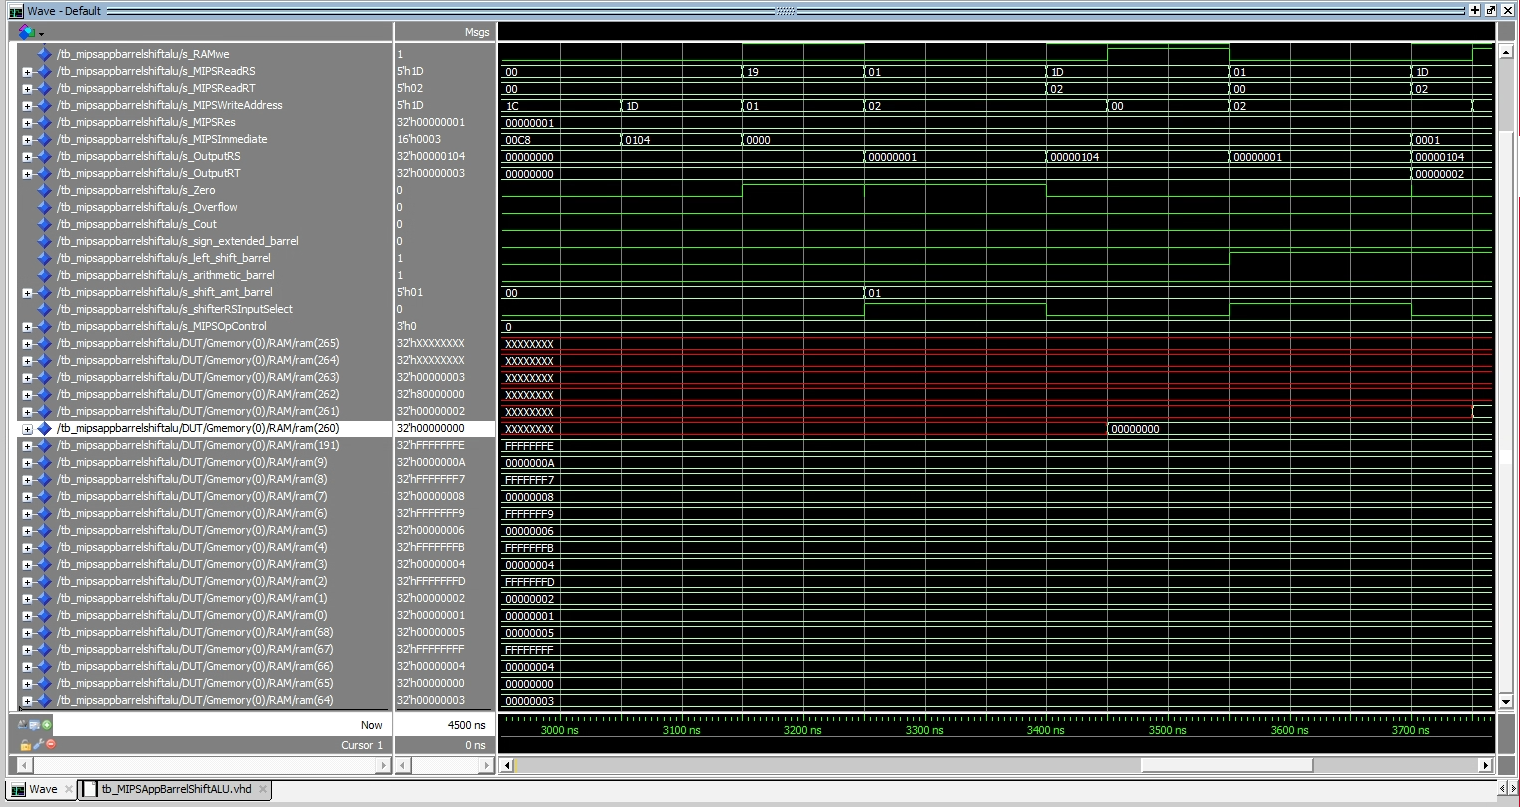 Wave - Default
Msgs
/tb_mipsappbarrelshiftalu/s_RAMwe 1
/tb_mipsappbarrelshiftalu/s_MIPSReadRS 5'h1D 00 19 01 1D 01 1D
/tb_mipsappbarrelshiftalu/s_MIPSReadRT 5'h02 00 02 00 02
/tb_mipsappbarrelshiftalu/s_MIPSWriteAddress 5'h1D 1C 1D 01 02 00 02
/tb_mipsappbarrelshiftalu/s_MIPSRes 32'h00000001 00000001
/tb_mipsappbarrelshiftalu/s_MIPSImmediate 16'h0003 00C8 0104 0000 0001
/tb_mipsappbarrelshiftalu/s_OutputRS 32'h00000104 00000000 00000001 00000104 00000001 00000104
/tb_mipsappbarrelshiftalu/s_OutputRT 32'h00000003 00000000 00000002
/tb_mipsappbarrelshiftalu/s_Zero 0
/tb_mipsappbarrelshiftalu/s_Overflow 0
/tb_mipsappbarrelshiftalu/s_Cout 0
/tb_mipsappbarrelshiftalu/s_sign_extended_barrel 0
/tb_mipsappbarrelshiftalu/s_left_shift_barrel 1
/tb_mipsappbarrelshiftalu/s_arithmetic_barrel 1
/tb_mipsappbarrelshiftalu/s_shift_amt_barrel 5'h01 00 01
/tb_mipsappbarrelshiftalu/s_shifterRSInputSelect 0
/tb_mipsappbarrelshiftalu/s_MIPSOpControl 3'h0 0
/tb_mipsappbarrelshiftalu/DUT/Gmemory(0)/RAM/ram(265) 32'hXXXXXXXX XXXXXXXX
/tb_mipsappbarrelshiftalu/DUT/Gmemory(0)/RAM/ram(264) 32'hXXXXXXXX XXXXXXXX
/tb_mipsappbarrelshiftalu/DUT/Gmemory(0)/RAM/ram(263) 32'h00000003 XXXXXXXX
/tb_mipsappbarrelshiftalu/DUT/Gmemory(0)/RAM/ram(262) 32'h80000000 XXXXXXXX
/tb_mipsappbarrelshiftalu/DUT/Gmemory(0)/RAM/ram(261) 32'h00000002 XXXXXXXX
/tb_mipsappbarrelshiftalu/DUT/Gmemory(0)/RAM/ram(260) 32'h00000000 XXXXXXXX 00000000
/tb_mipsappbarrelshiftalu/DUT/Gmemory(0)/RAM/ram(191) 32'hFFFFFFFE FFFFFFFE
/tb_mipsappbarrelshiftalu/DUT/Gmemory(0)/RAM/ram(9) 32'h0000000A 0000000A
/tb_mipsappbarrelshiftalu/DUT/Gmemory(0)/RAM/ram(8) 32'hFFFFFFF7 FFFFFFF7
/tb_mipsappbarrelshiftalu/DUT/Gmemory(0)/RAM/ram(7) 32'h00000008 00000008
/tb_mipsappbarrelshiftalu/DUT/Gmemory(0)/RAM/ram(6) 32'hFFFFFFF9 FFFFFFF9
/tb_mipsappbarrelshiftalu/DUT/Gmemory(0)/RAM/ram(5) 32'h00000006 00000006
/tb_mipsappbarrelshiftalu/DUT/Gmemory(0)/RAM/ram(4) 32'hFFFFFFFB FFFFFFFB
/tb_mipsappbarrelshiftalu/DUT/Gmemory(0)/RAM/ram(3) 32'h00000004 00000004
/tb_mipsappbarrelshiftalu/DUT/Gmemory(0)/RAM/ram(2) 32'hFFFFFFFD FFFFFFFD
/tb_mipsappbarrelshiftalu/DUT/Gmemory(0)/RAM/ram(1) 32'h00000002 00000002
/tb_mipsappbarrelshiftalu/DUT/Gmemory(0)/RAM/ram(0) 32'h00000001 00000001
/tb_mipsappbarrelshiftalu/DUT/Gmemory(0)/RAM/ram(68) 32'h00000005 00000005
/tb_mipsappbarrelshiftalu/DUT/Gmemory(0)/RAM/ram(67) 32'hFFFFFFFF FFFFFFFF
/tb_mipsappbarrelshiftalu/DUT/Gmemory(0)/RAM/ram(66) 32'h00000004 00000004
/tb_mipsappbarrelshiftalu/DUT/Gmemory(0)/RAM/ram(65) 32'h00000000 00000000
/tb_mipsappbarrelshiftalu/DUT/Gmemory(0)/RAM/ram(64) 32'h00000003 00000003
Now 4500 ns 3000 ns 3100 ns 3200 ns 3300 ns 3400 ns 3500 ns 3600 ns 3700 ns
Cursor 1 0 ns
Wave tb_MIPSAppBarrelShiftALU.vhd